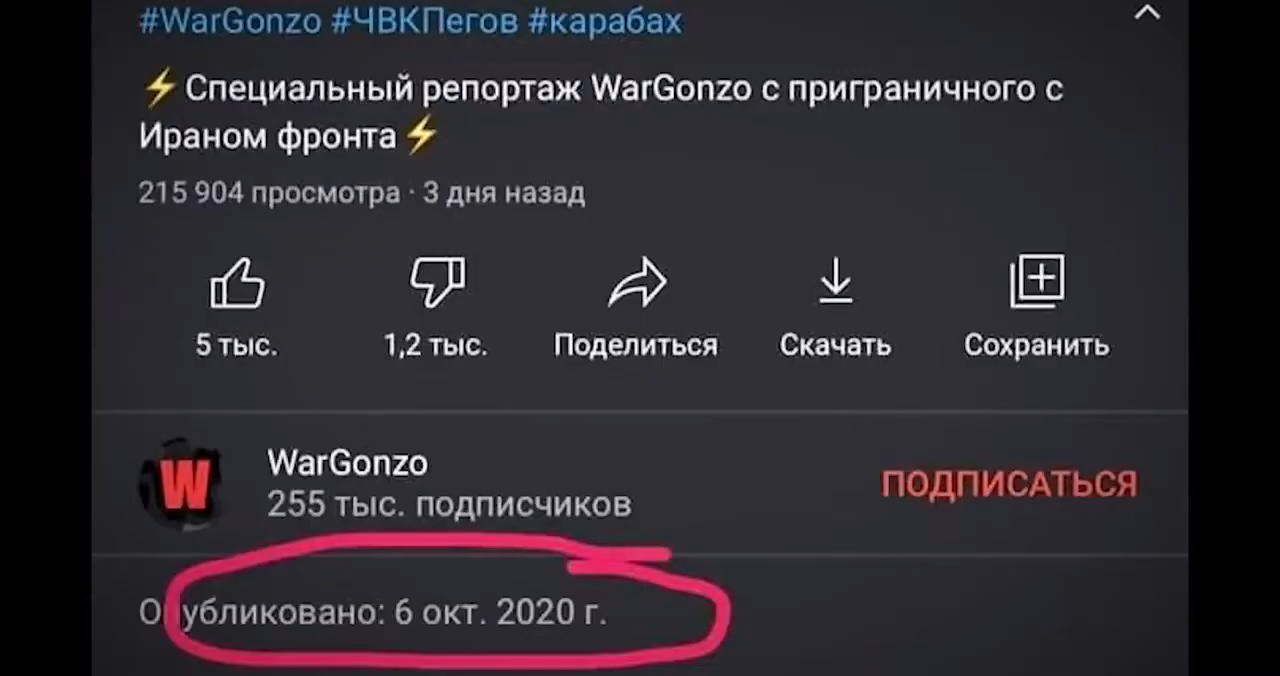 #WarGonzo #ЧВКПегов #карабах
⚡Специальный репортаж WarGonzo с приграничного с
Ираном фронта⚡
215 904 просмотра · 3 дня назад
5 тыс. 1,2 тыс. Поделиться Скачать Сохранить
W
WarGonzo
255 тыс. подписчиков
ПОДПИСАТЬСЯ
Опубликовано: 6 окт. 2020 г.